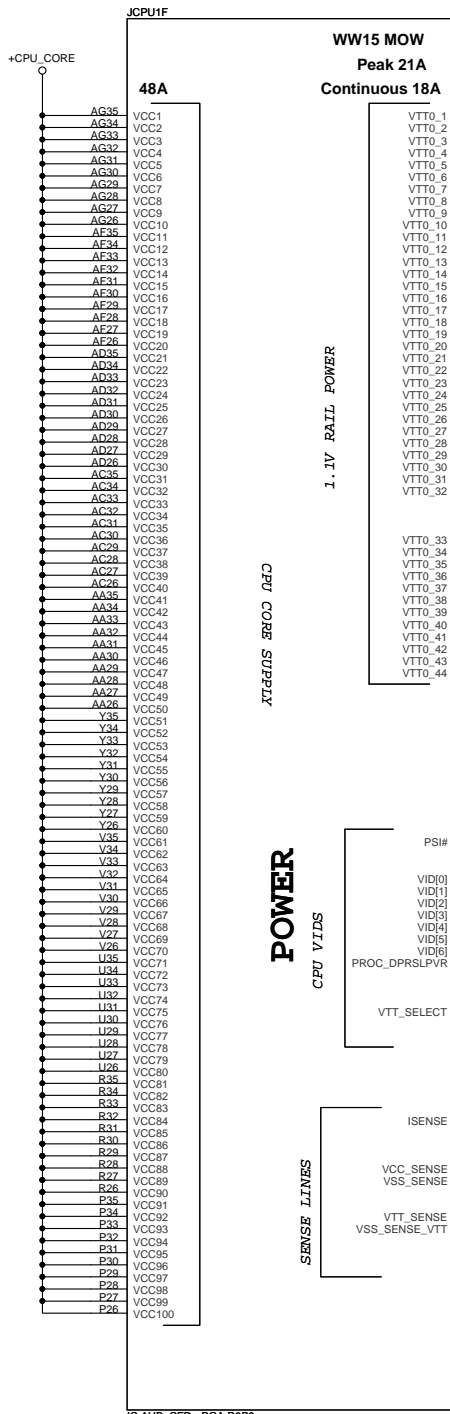 JCPU1F
WW15 MOW
+CPU_CORE
Peak 21A
48A
Continuous 18A
AG35 VCC1
AG34 VCC2
AG33 VCC3
AG32 VCC4
AG31 VCC5
AG30 VCC6
AG29 VCC7
AG28 VCC8
AG27 VCC9
AG26 VCC10
AF35 VCC11
AF34 VCC12
AF33 VCC13
AF32 VCC14
AF31 VCC15
AF30 VCC16
AF29 VCC17
AF28 VCC18
AF27 VCC19
AF26 VCC20
AD35 VCC21
AD34 VCC22
AD33 VCC23
AD32 VCC24
AD31 VCC25
AD30 VCC26
AD29 VCC27
AD28 VCC28
AD27 VCC29
AD26 VCC30
AC35 VCC31
AC34 VCC32
AC33 VCC33
AC32 VCC34
AC31 VCC35
AC30 VCC36
AC29 VCC37
AC28 VCC38
AC27 VCC39
AC26 VCC40
AA35 VCC41
AA34 VCC42
AA33 VCC43
AA32 VCC44
AA31 VCC45
AA30 VCC46
AA29 VCC47
AA28 VCC48
AA27 VCC49
AA26 VCC50
Y35 VCC51
Y34 VCC52
Y33 VCC53
Y32 VCC54
Y31 VCC55
Y30 VCC56
Y29 VCC57
Y28 VCC58
Y27 VCC59
Y26 VCC60
V35 VCC61
V34 VCC62
V33 VCC63
V32 VCC64
V31 VCC65
V30 VCC66
V29 VCC67
V28 VCC68
V27 VCC69
V26 VCC70
U35 VCC71
U34 VCC72
U33 VCC73
U32 VCC74
U31 VCC75
U30 VCC76
U29 VCC77
U28 VCC78
U27 VCC79
U26 VCC80
R35 VCC81
R34 VCC82
R33 VCC83
R32 VCC84
R31 VCC85
R30 VCC86
R29 VCC87
R28 VCC88
R27 VCC89
R26 VCC90
P35 VCC91
P34 VCC92
P33 VCC93
P32 VCC94
P31 VCC95
P30 VCC96
P29 VCC97
P28 VCC98
P27 VCC99
P26 VCC100
CPU CORE SUPPLY
POWER
1.1V RAIL POWER
VTT0_1
VTT0_2
VTT0_3
VTT0_4
VTT0_5
VTT0_6
VTT0_7
VTT0_8
VTT0_9
VTT0_10
VTT0_11
VTT0_12
VTT0_13
VTT0_14
VTT0_15
VTT0_16
VTT0_17
VTT0_18
VTT0_19
VTT0_20
VTT0_21
VTT0_22
VTT0_23
VTT0_24
VTT0_25
VTT0_26
VTT0_27
VTT0_28
VTT0_29
VTT0_30
VTT0_31
VTT0_32
VTT0_33
VTT0_34
VTT0_35
VTT0_36
VTT0_37
VTT0_38
VTT0_39
VTT0_40
VTT0_41
VTT0_42
VTT0_43
VTT0_44
CPU VIDS
PSI#
VID[0]
VID[1]
VID[2]
VID[3]
VID[4]
VID[5]
VID[6]
PROC_DPRSLPVR
VTT_SELECT
SENSE LINES
ISENSE
VCC_SENSE
VSS_SENSE
VTT_SENSE
VSS_SENSE_VTT